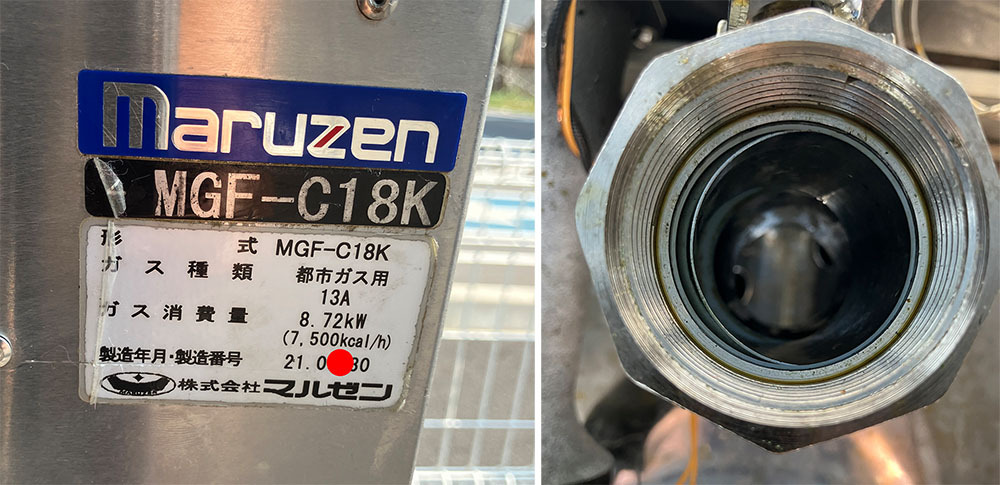 maruzen
MGF-C18K
形式 MGF-C18K
ガス種類 都市ガス用
13A
ガス消費量 8.72kW
(7,500kcal/h)
製造年月・製造番号 21.0 30
MARUZEN 株式会社 マルゼン